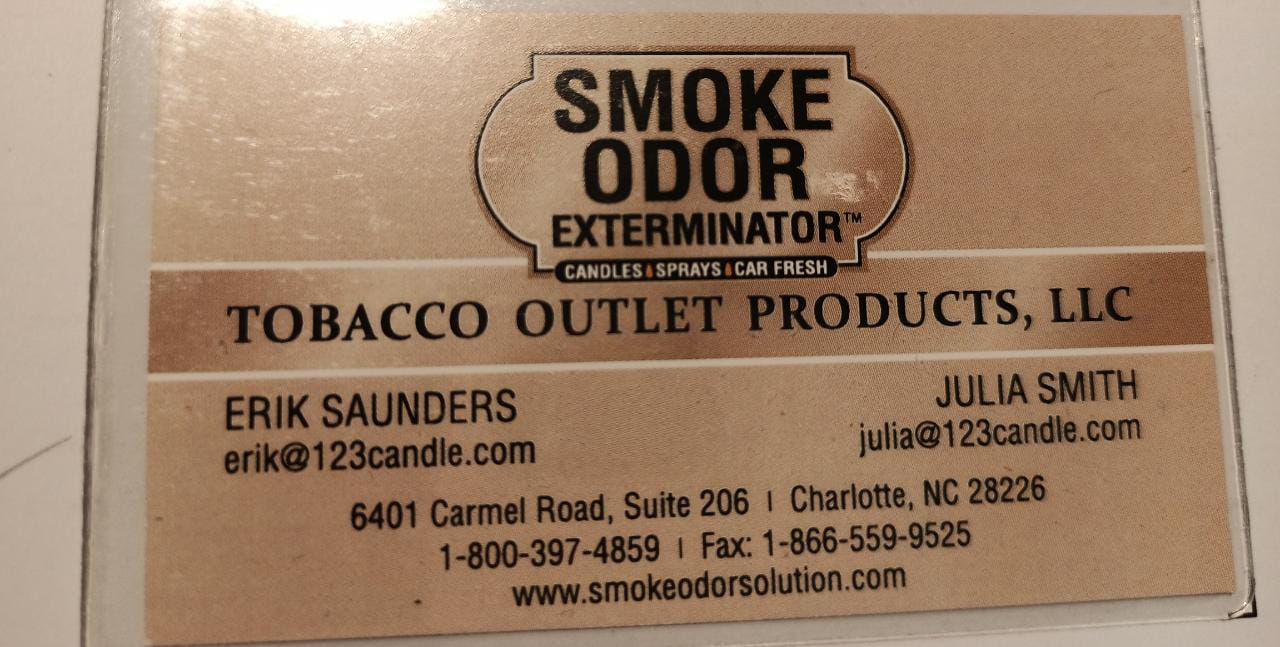 SMOKE
ODOR
EXTERMINATOR™
CANDLES SPRAYS CAR FRESH
TOBACCO OUTLET PRODUCTS, LLC
ERIK SAUNDERS
erik@123candle.com
JULIA SMITH
julia@123candle.com
6401 Carmel Road, Suite 206 | Charlotte, NC 28226
1-800-397-4859 | Fax: 1-866-559-9525
www.smokeodorsolution.com